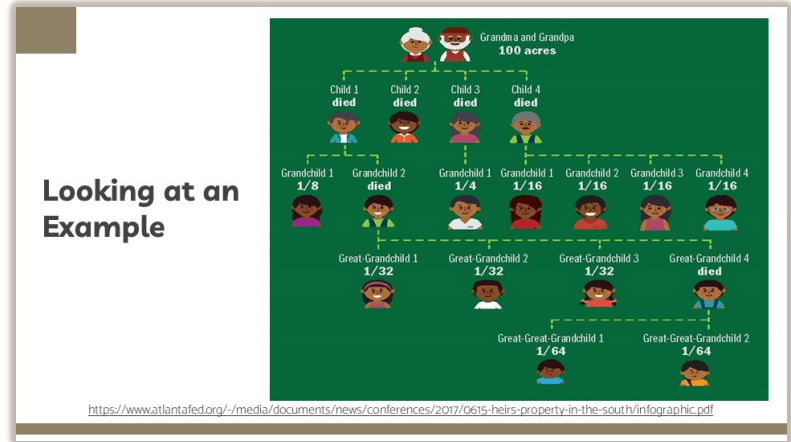 Grandma and Grandpa
100 acres
Child 1
died
Child 2
died
Child 3
died
Child 4
died
Looking at an
Example
Grandchild 1
1/8
Grandchild 2
died
Grandchild 1
1/4
Grandchild 1
1/16
Grandchild 2
1/16
Grandchild 3
1/16
Grandchild 4
1/16
Great-Grandchild 1
1/32
Great-Grandchild 2
1/32
Great-Grandchild 3
1/32
Great-Grandchild 4
died
Great-Great-Grandchild 1
1/64
Great-Great-Grandchild 2
1/64
https://www.atlantafed.org/-/media/documents/news/conferences/2017/0615-heirs-property-in-the-south/infographic.pdf